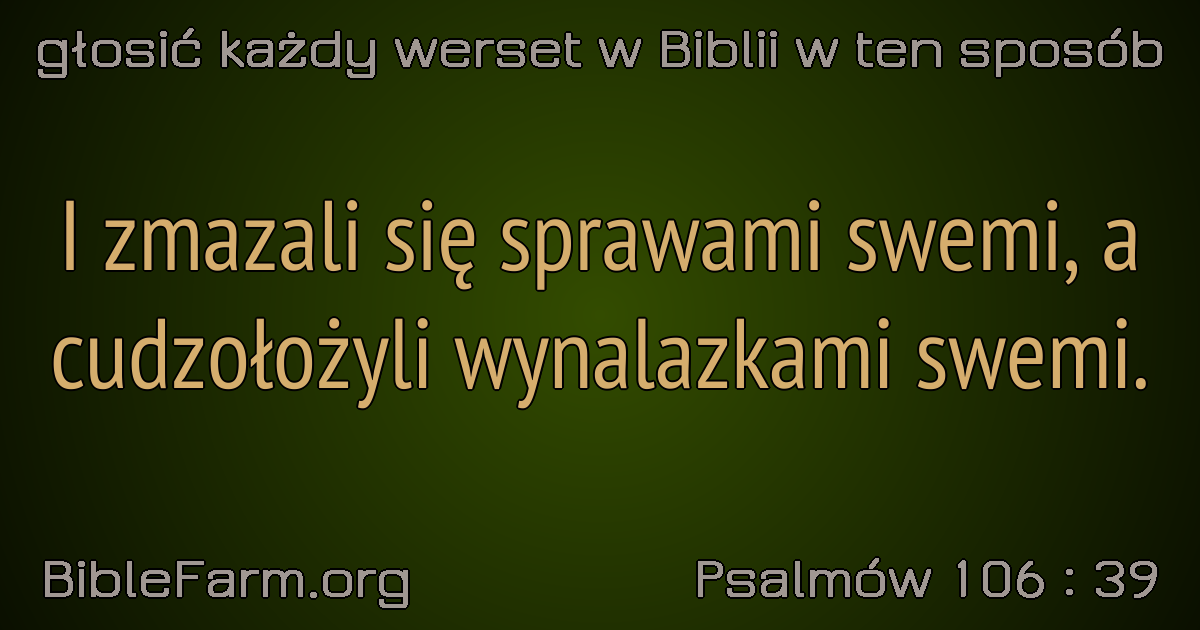 głosić każdy werset w Biblii w ten sposób
I zmazali się sprawami swemi, a
cudzołożyli wynalazkami swemi.
BibleFarm.org
Psalmów 106 : 39